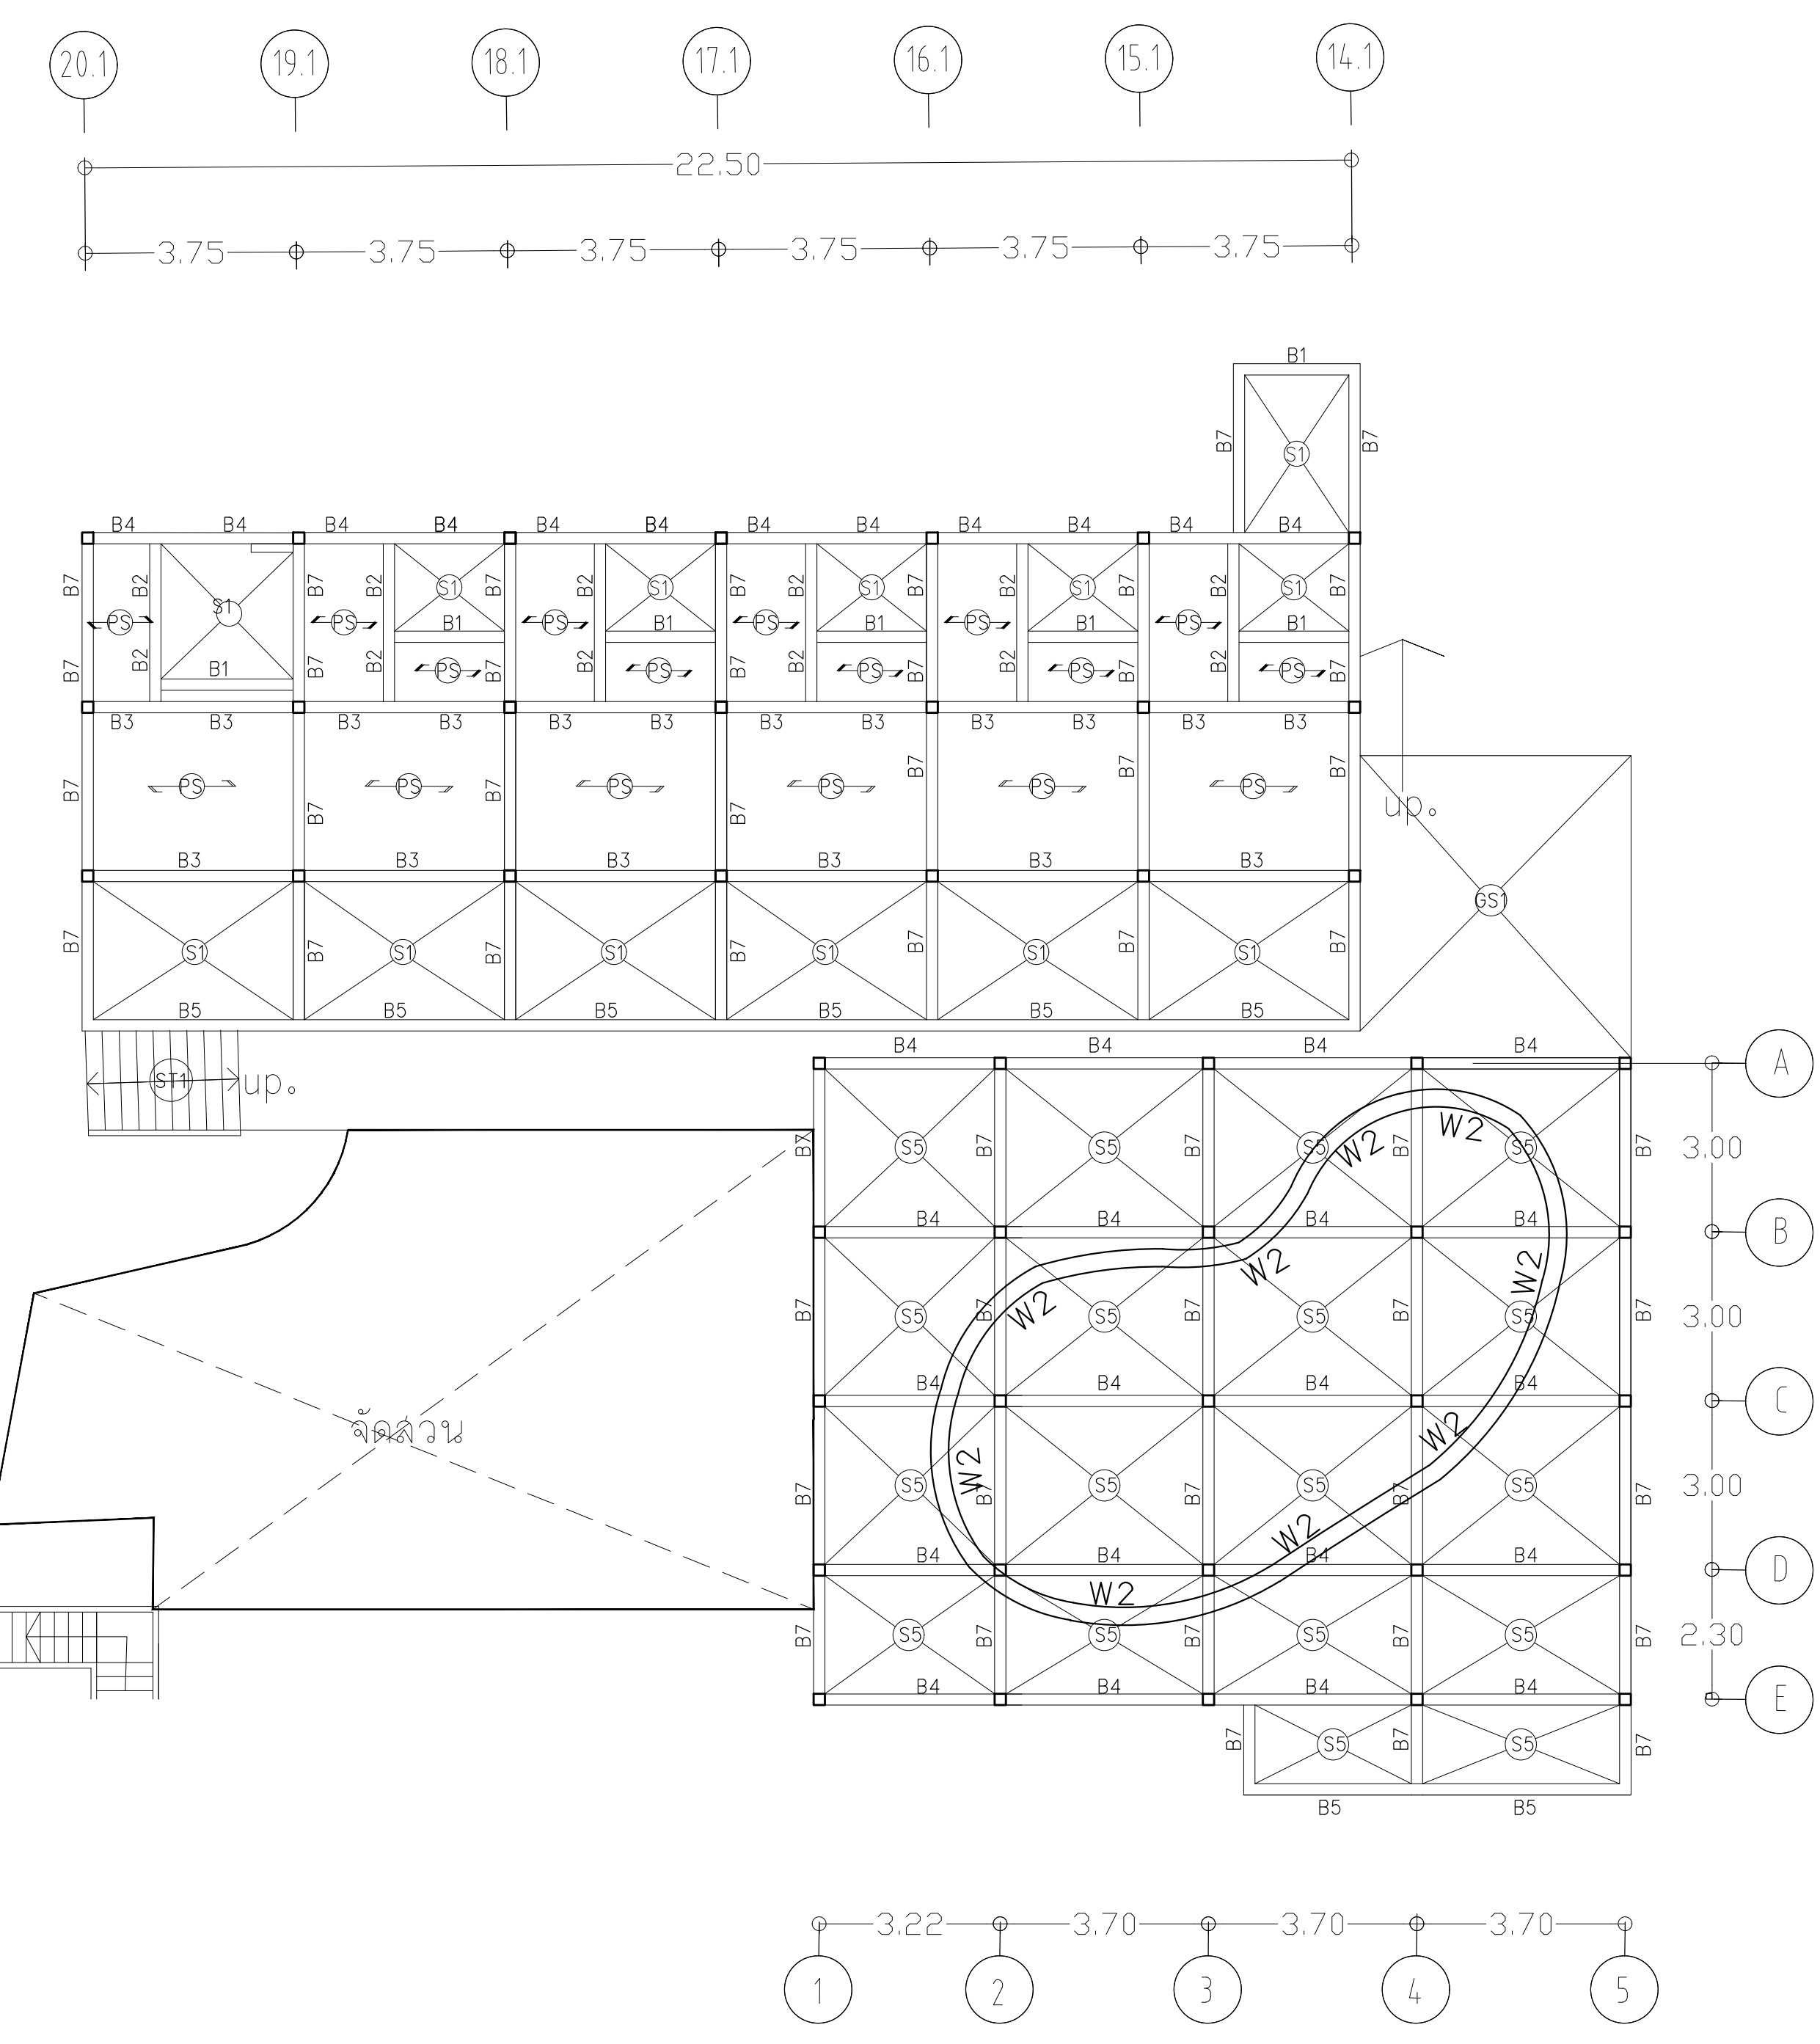 20.1 19.1 18.1 17.1 16.1 15.1 14.1
22.50
3.75 3.75 3.75 3.75 3.75 3.75
B1
B7 S1 B7
B4 B4 B4 B4 B4 B4 B4 B4 B4 B4 B4 B4
B7 B2 B7 B2 S1 B7 B2 S1 B7 B2 S1 B7 B2 S1 B7 B2 S1 B7
S1
PS PS B1 PS B1 PS B1 PS B1 PS B1
B7 B2 B1 B7 B2 PS B7 B2 PS B7 B2 PS B7 B2 PS B7 B2 PS B7
B3 B3 B3 B3 B3 B3 B3 B3 B3 B3 B3 B3
B7 B7 B7
B7 PS PS B7 PS PS PS PS
up.
B7 B7
B3 B3 B3 B3 B3 B3
GS1
B7 S1 B7 S1 B7 S1 B7 S1 B7 S1 B7 S1 B7
B5 B5 B5 B5 B5 B5
B4 B4 B4 B4
A
ST1 up.
W2
B7 S5 B7 S5 B7 S5 W2 B7 S5 B7 3.00
B4 B4 B4 B4
B
W2 W2
B7 S5 B7 W2 S5 B7 S5 B7 S5 B7 3.00
B4 B4 B4 B4
C
จัดสวน
W2
W2
B7 S5 B7 S5 B7 S5 B7 S5 B7 3.00
W2
B4 B4 B4 B4
D
W2
B7 S5 B7 S5 B7 S5 B7 S5 B7 2.30
B4 B4 B4 B4
E
B7 S5 B7 S5 B7
B5 B5
3.22 3.70 3.70 3.70
1 2 3 4 5